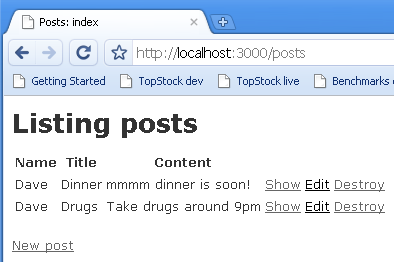 Posts: index
http://localhost:3000/posts
Getting Started TopStock dev TopStock live Benchmarks
Listing posts
Name Title Content
Dave Dinner mmmm dinner is soon! Show Edit Destroy
Dave Drugs Take drugs around 9pm Show Edit Destroy
New post